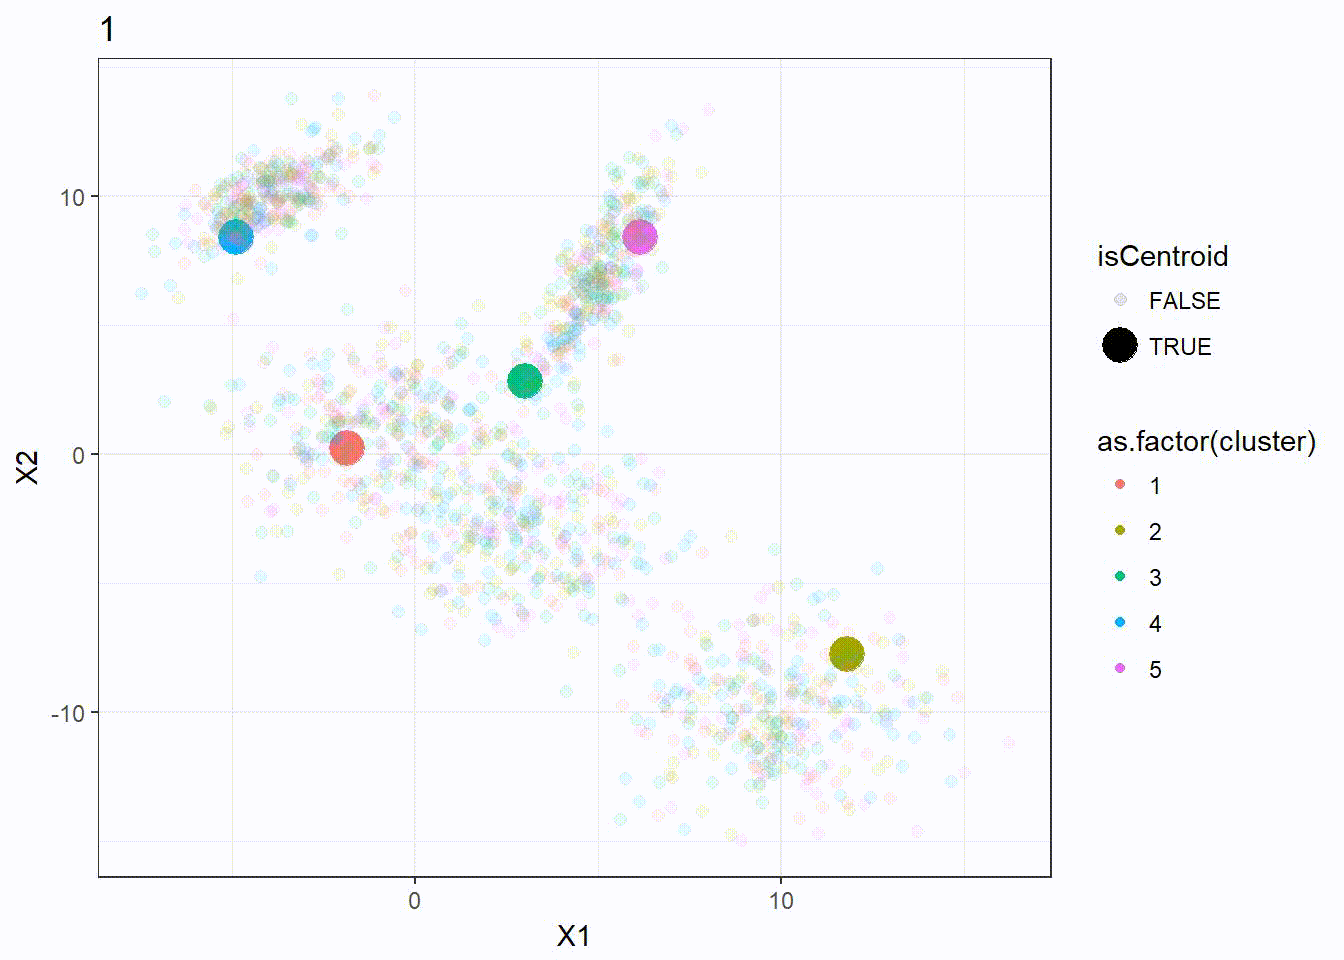 1
10
0
-10
X2
0 10
X1
isCentroid
FALSE
TRUE
as.factor(cluster)
1
2
3
4
5